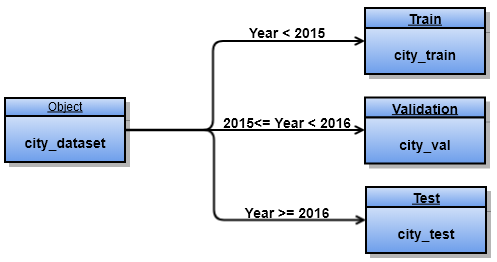 Year < 2015
Train
city_train
Object
city_dataset
2015<= Year < 2016
Validation
city_val
Year >= 2016
Test
city_test